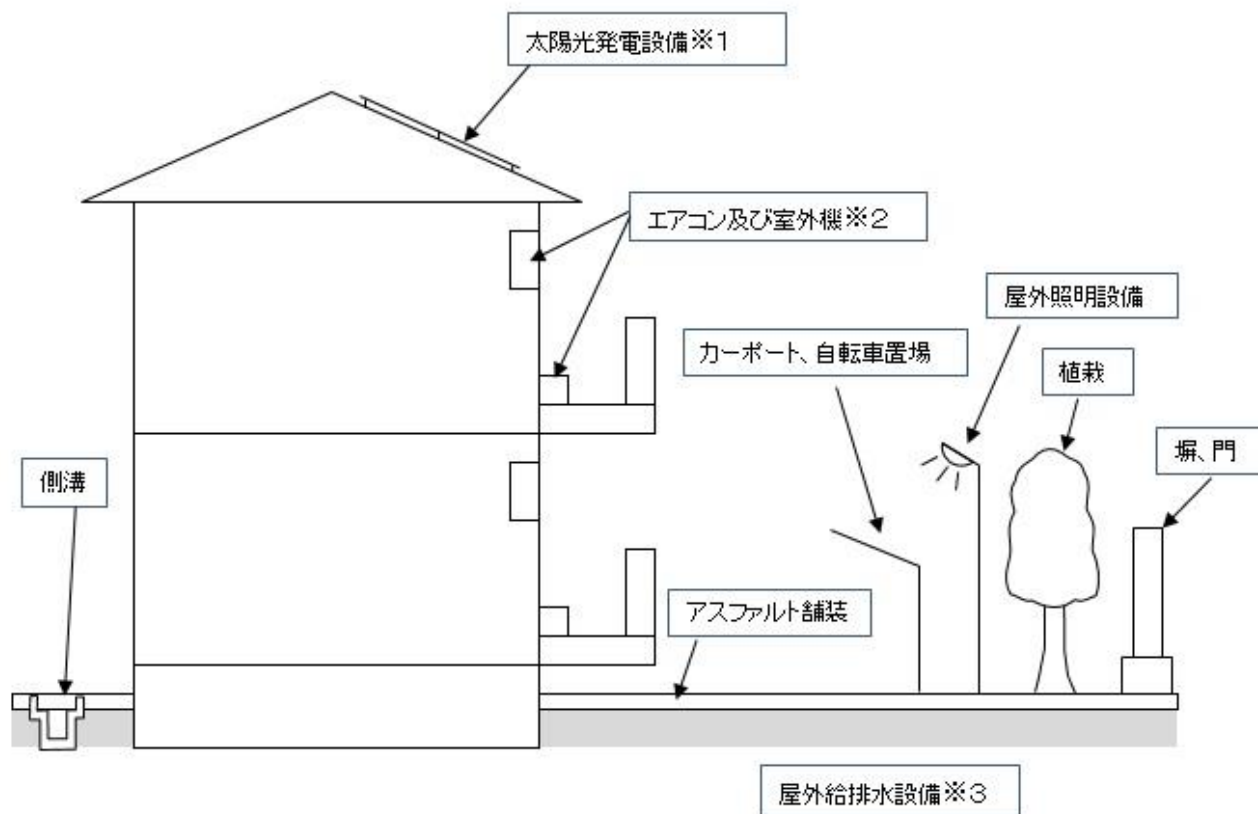 太陽光発電設備※1
エアコン及び室外機※2
屋外照明設備
カーポート、自転車置場
植栽
塀、門
側溝
アスファルト舗装
屋外給排水設備※3